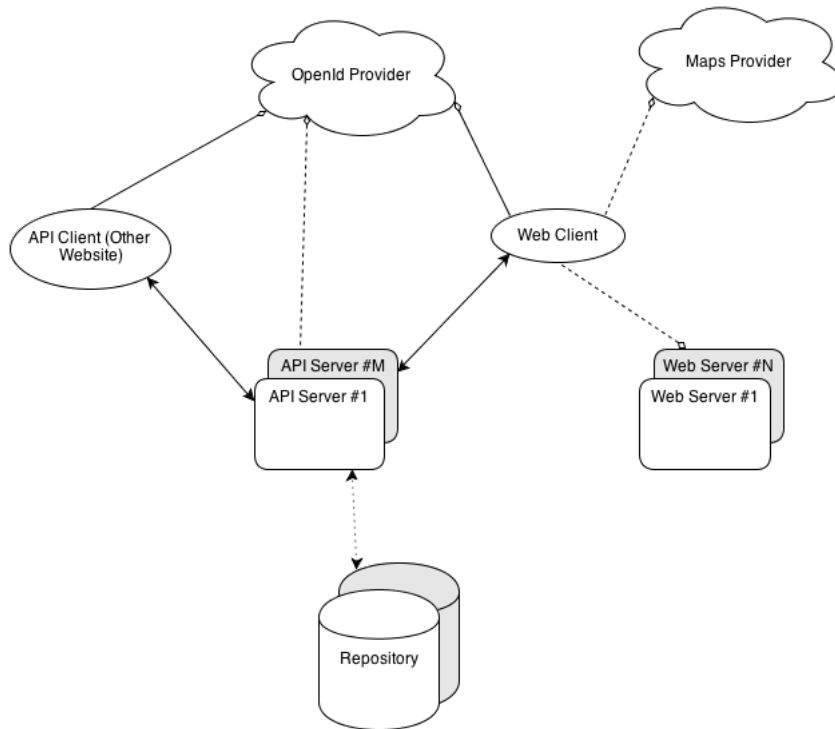 OpenId Provider
Maps Provider
API Client (Other
Website)
Web Client
API Server #M
API Server #1
Web Server #N
Web Server #1
Repository